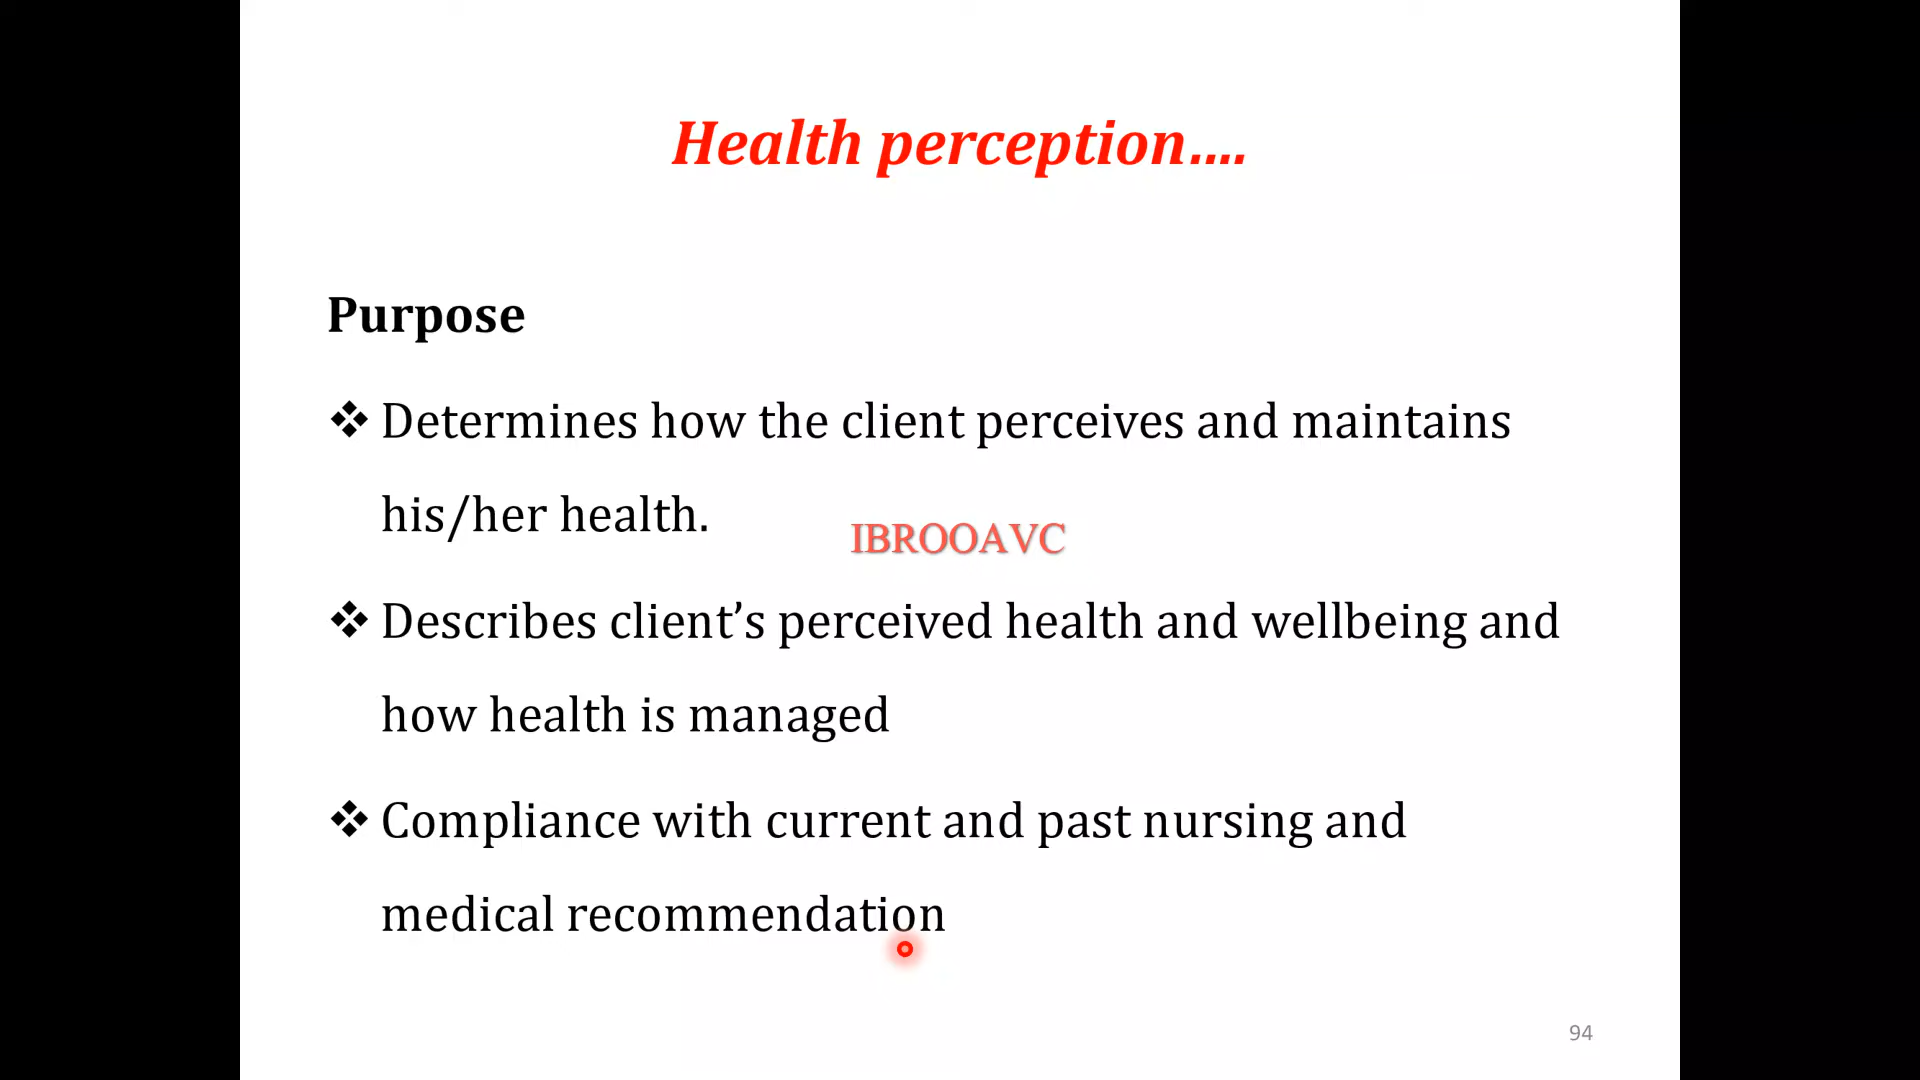 Health perception....
Purpose
❖ Determines how the client perceives and maintains
his/her health.
IBROOAVC
❖ Describes client’s perceived health and wellbeing and
how health is managed
❖ Compliance with current and past nursing and
medical recommendation
94